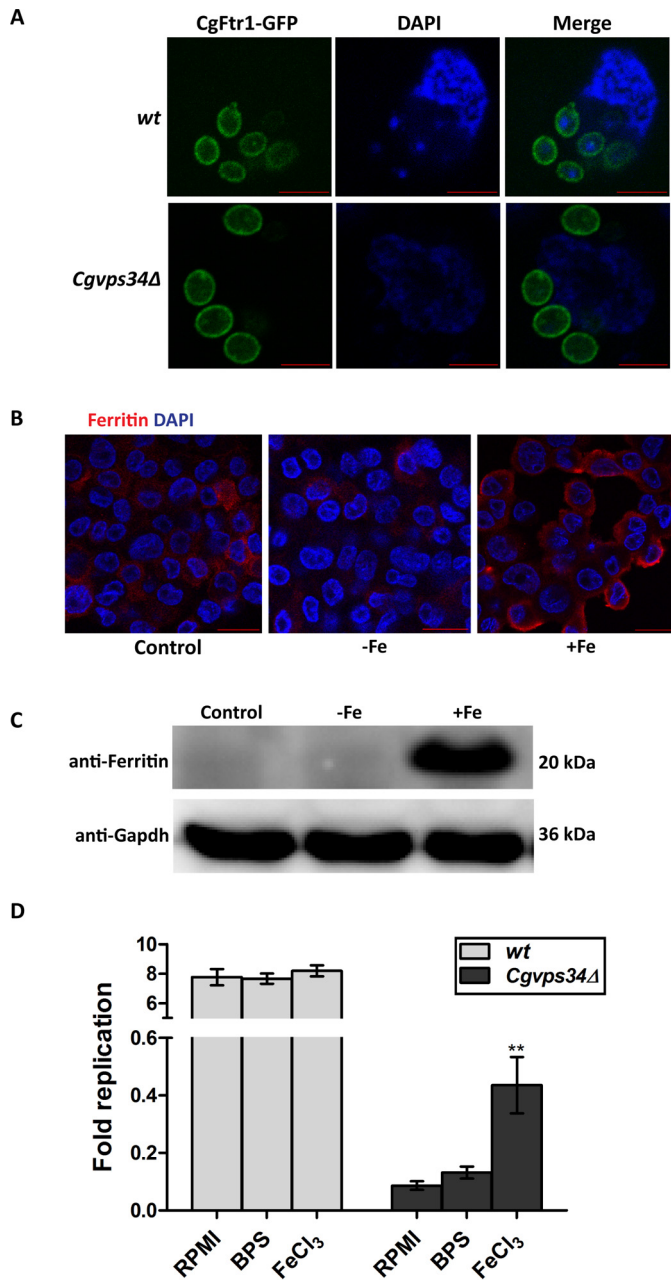 A
CgFtr1-GFP DAPI Merge
wt
Cgvps34Δ
B
Ferritin DAPI
Control -Fe +Fe
C
Control -Fe +Fe
anti-Ferritin 20 kDa
anti-Gapdh 36 kDa
D
10
8
6
0.6
0.4
0.2
0.0
Fold replication
wt
Cgvps34Δ
**
RPMI BPS FeCl₃ RPMI BPS FeCl₃